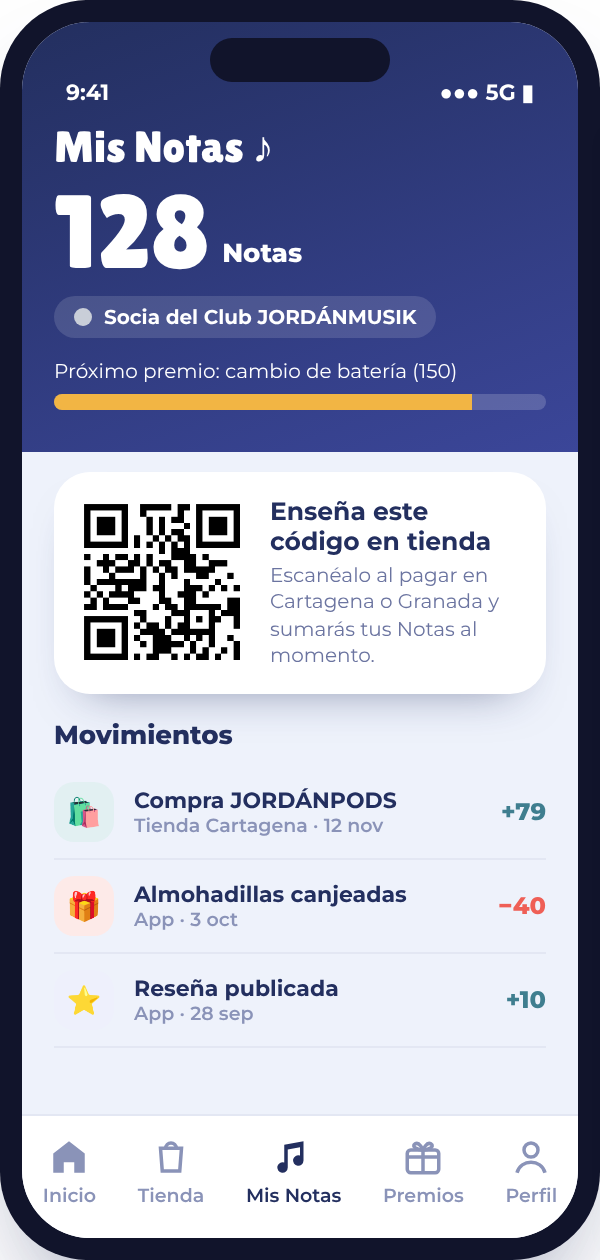 9:41
●●● 5G ▮
Mis Notas ♪
128 Notas
Socia del Club JORDÁNMUSIK
Próximo premio: cambio de batería (150)
Enseña este
código en tienda
Escanéalo al pagar en
Cartagena o Granada y
sumarás tus Notas al
momento.
Movimientos
Compra JORDÁNPODS
Tienda Cartagena · 12 nov
+79
Almohadillas canjeadas
App · 3 oct
−40
Reseña publicada
App · 28 sep
+10
Inicio
Tienda
Mis Notas
Premios
Perfil